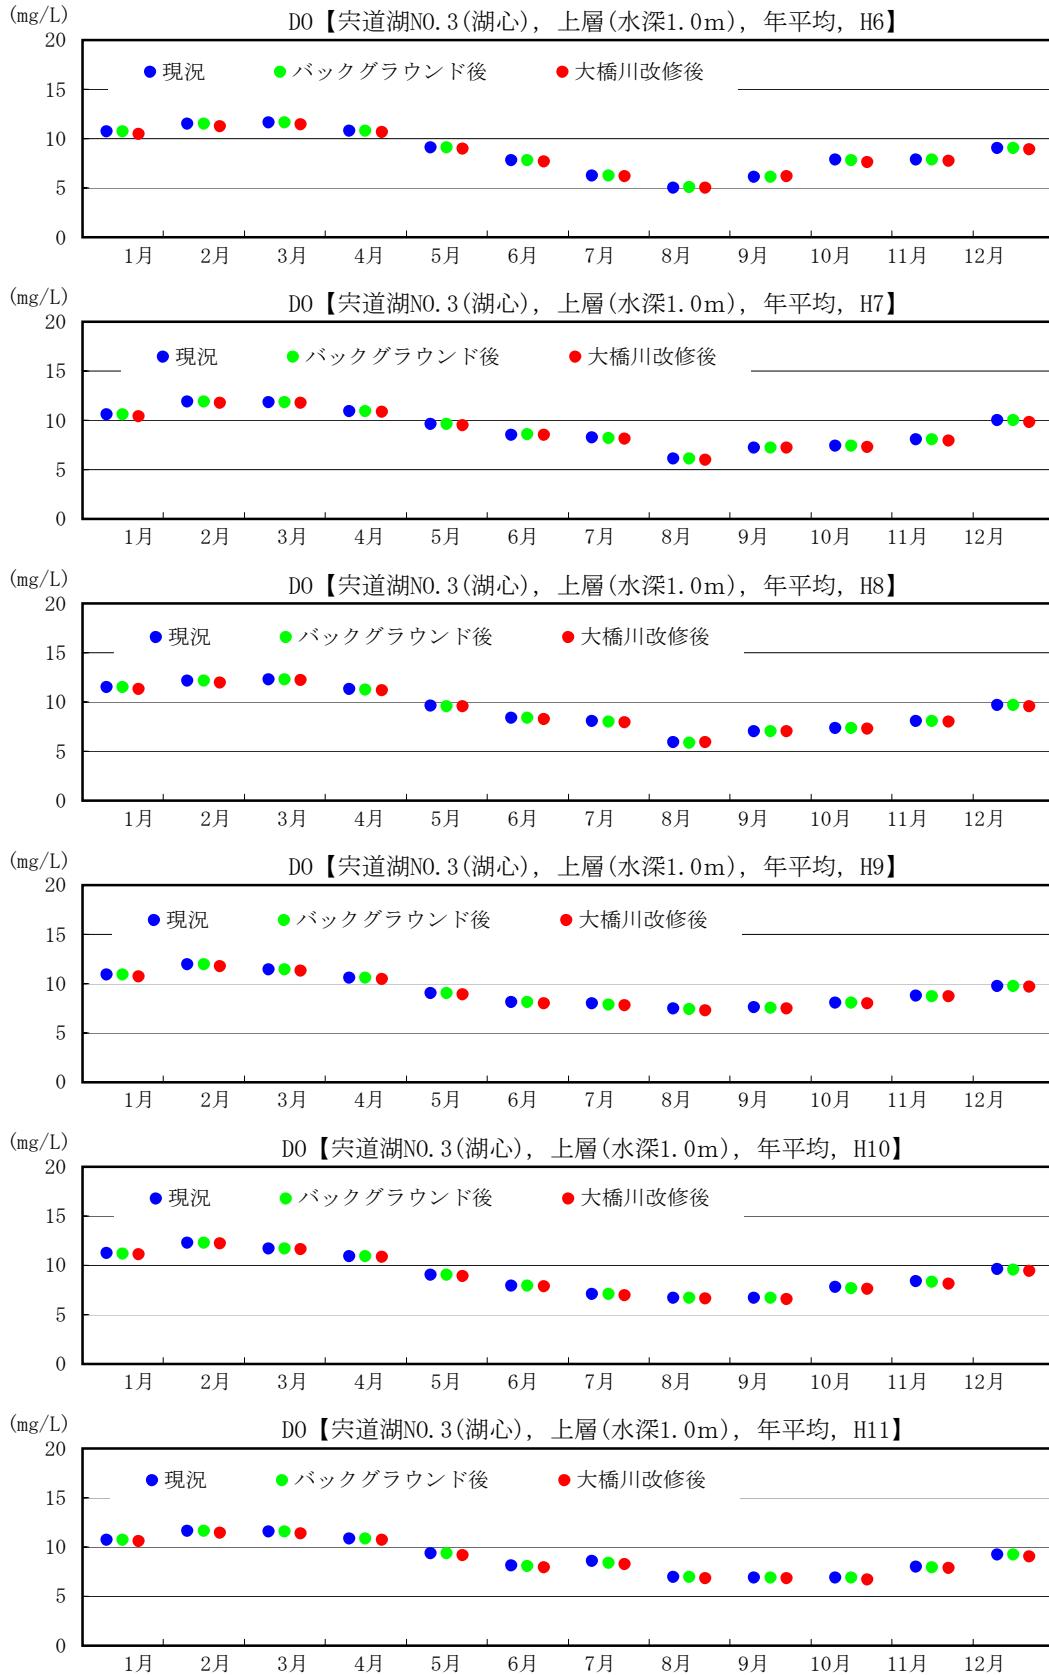 (mg/L) DO【宍道湖NO.3(湖心), 上層(水深1.0m), 年平均, H6】
20
15
10
5
0
現況 バックグラウンド後 大橋川改修後
1月 2月 3月 4月 5月 6月 7月 8月 9月 10月 11月 12月
(mg/L) DO【宍道湖NO.3(湖心), 上層(水深1.0m), 年平均, H7】
20
15
10
5
0
現況 バックグラウンド後 大橋川改修後
1月 2月 3月 4月 5月 6月 7月 8月 9月 10月 11月 12月
(mg/L) DO【宍道湖NO.3(湖心), 上層(水深1.0m), 年平均, H8】
20
15
10
5
0
現況 バックグラウンド後 大橋川改修後
1月 2月 3月 4月 5月 6月 7月 8月 9月 10月 11月 12月
(mg/L) DO【宍道湖NO.3(湖心), 上層(水深1.0m), 年平均, H9】
20
15
10
5
0
現況 バックグラウンド後 大橋川改修後
1月 2月 3月 4月 5月 6月 7月 8月 9月 10月 11月 12月
(mg/L) DO【宍道湖NO.3(湖心), 上層(水深1.0m), 年平均, H10】
20
15
10
5
0
現況 バックグラウンド後 大橋川改修後
1月 2月 3月 4月 5月 6月 7月 8月 9月 10月 11月 12月
(mg/L) DO【宍道湖NO.3(湖心), 上層(水深1.0m), 年平均, H11】
20
15
10
5
0
現況 バックグラウンド後 大橋川改修後
1月 2月 3月 4月 5月 6月 7月 8月 9月 10月 11月 12月